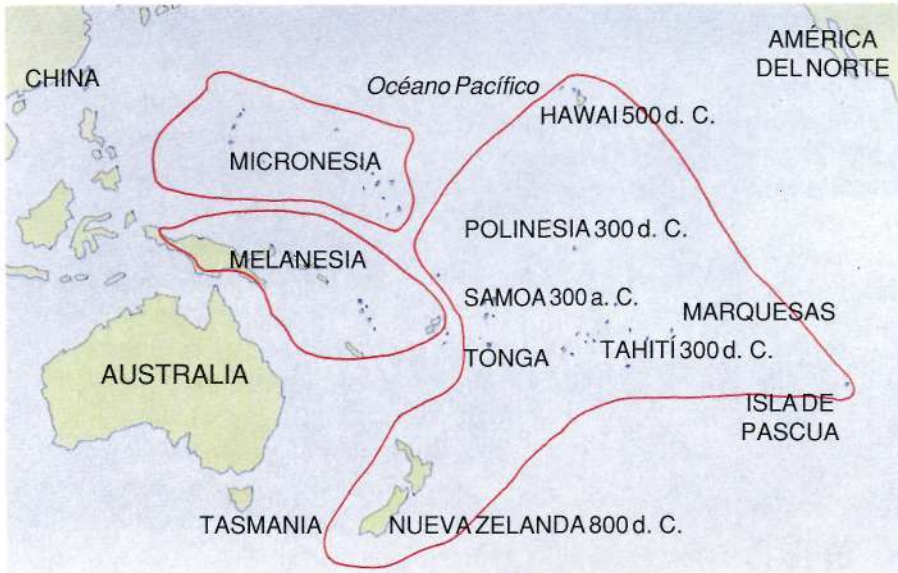 AMÉRICA
DEL NORTE
CHINA
Océano Pacífico
HAWAI 500 d. C.
MICRONESIA
POLINESIA 300 d. C.
MELANESIA
SAMOA 300 a. C.
MARQUESAS
TONGA
TAHITÍ 300 d. C.
AUSTRALIA
ISLA DE
PASCUA
TASMANIA
NUEVA ZELANDA 800 d. C.